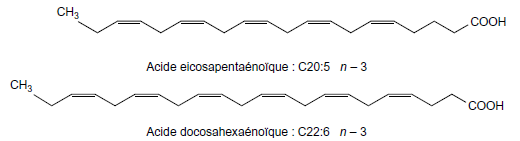 CH3
COOH
Acide eicosapentaénoïque : C20:5 n – 3
CH3
COOH
Acide docosahexaénoïque : C22:6 n – 3